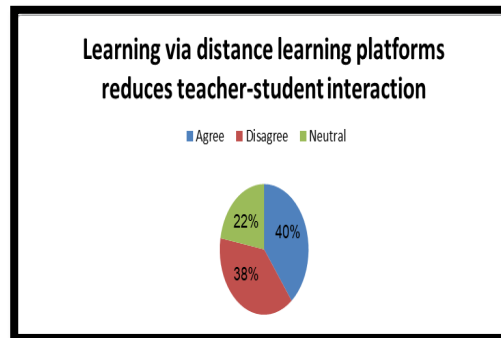 Learning via distance learning platforms
reduces teacher-student interaction
Agree Disagree Neutral
22%
40%
38%